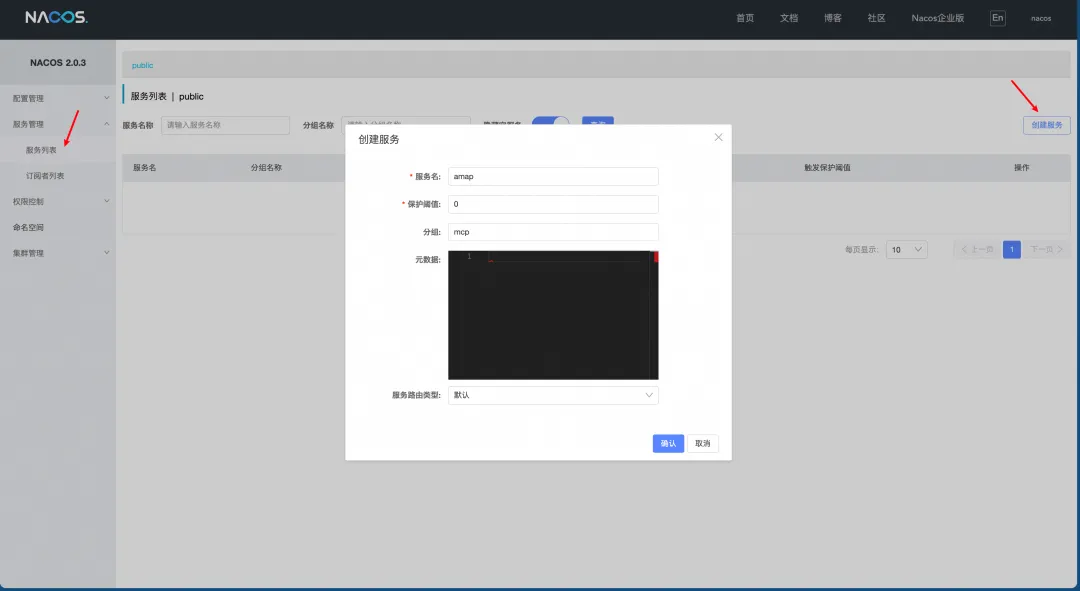 NACOS.
首页 文档 博客 社区 Nacos企业版 En nacos
NACOS 2.0.3
public
配置管理
服务列表 | public
服务管理
服务名称 请输入服务名称 分组名称 请输入分组名称
创建服务
服务列表
创建服务
服务名 分组名称 触发保护阈值 操作
订阅者列表
* 服务名: amap
权限控制
* 保护阈值: 0
命名空间
分组: mcp
集群管理
每页显示: 10 上一页 1 下一页
元数据: 1
服务路由类型: 默认
确认 取消